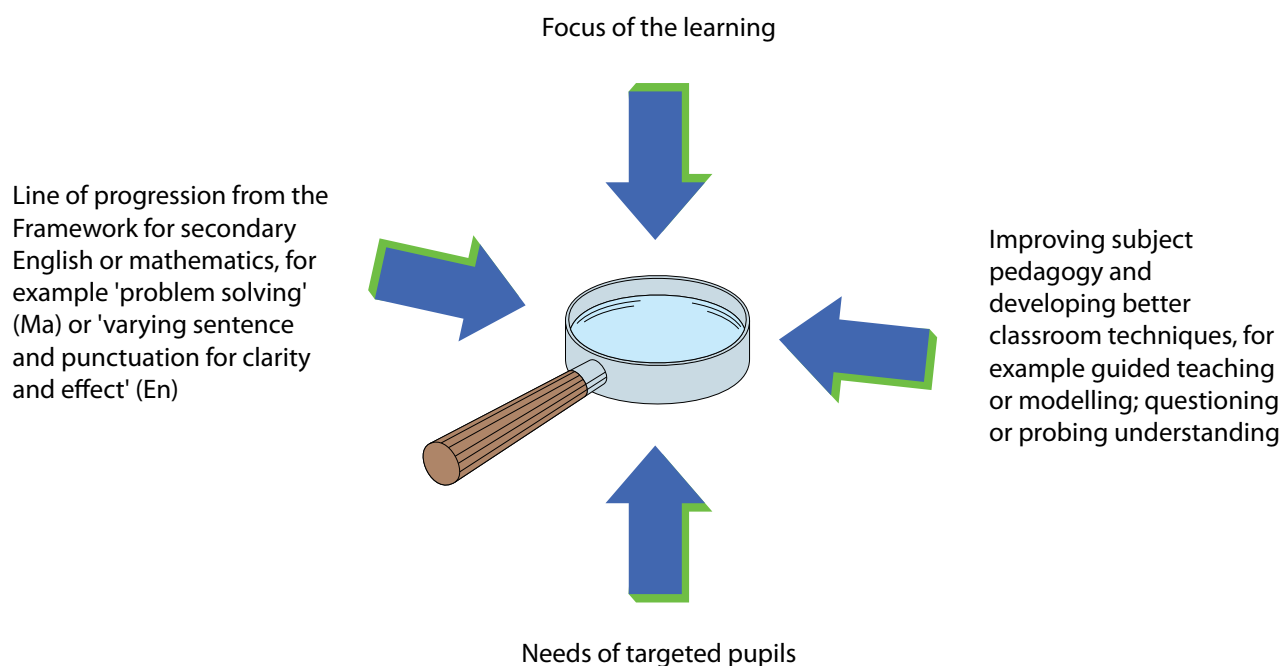 Focus of the learning
Line of progression from the
Framework for secondary
English or mathematics, for
example 'problem solving'
(Ma) or 'varying sentence
and punctuation for clarity
and effect' (En)
Improving subject
pedagogy and
developing better
classroom techniques, for
example guided teaching
or modelling; questioning
or probing understanding
Needs of targeted pupils